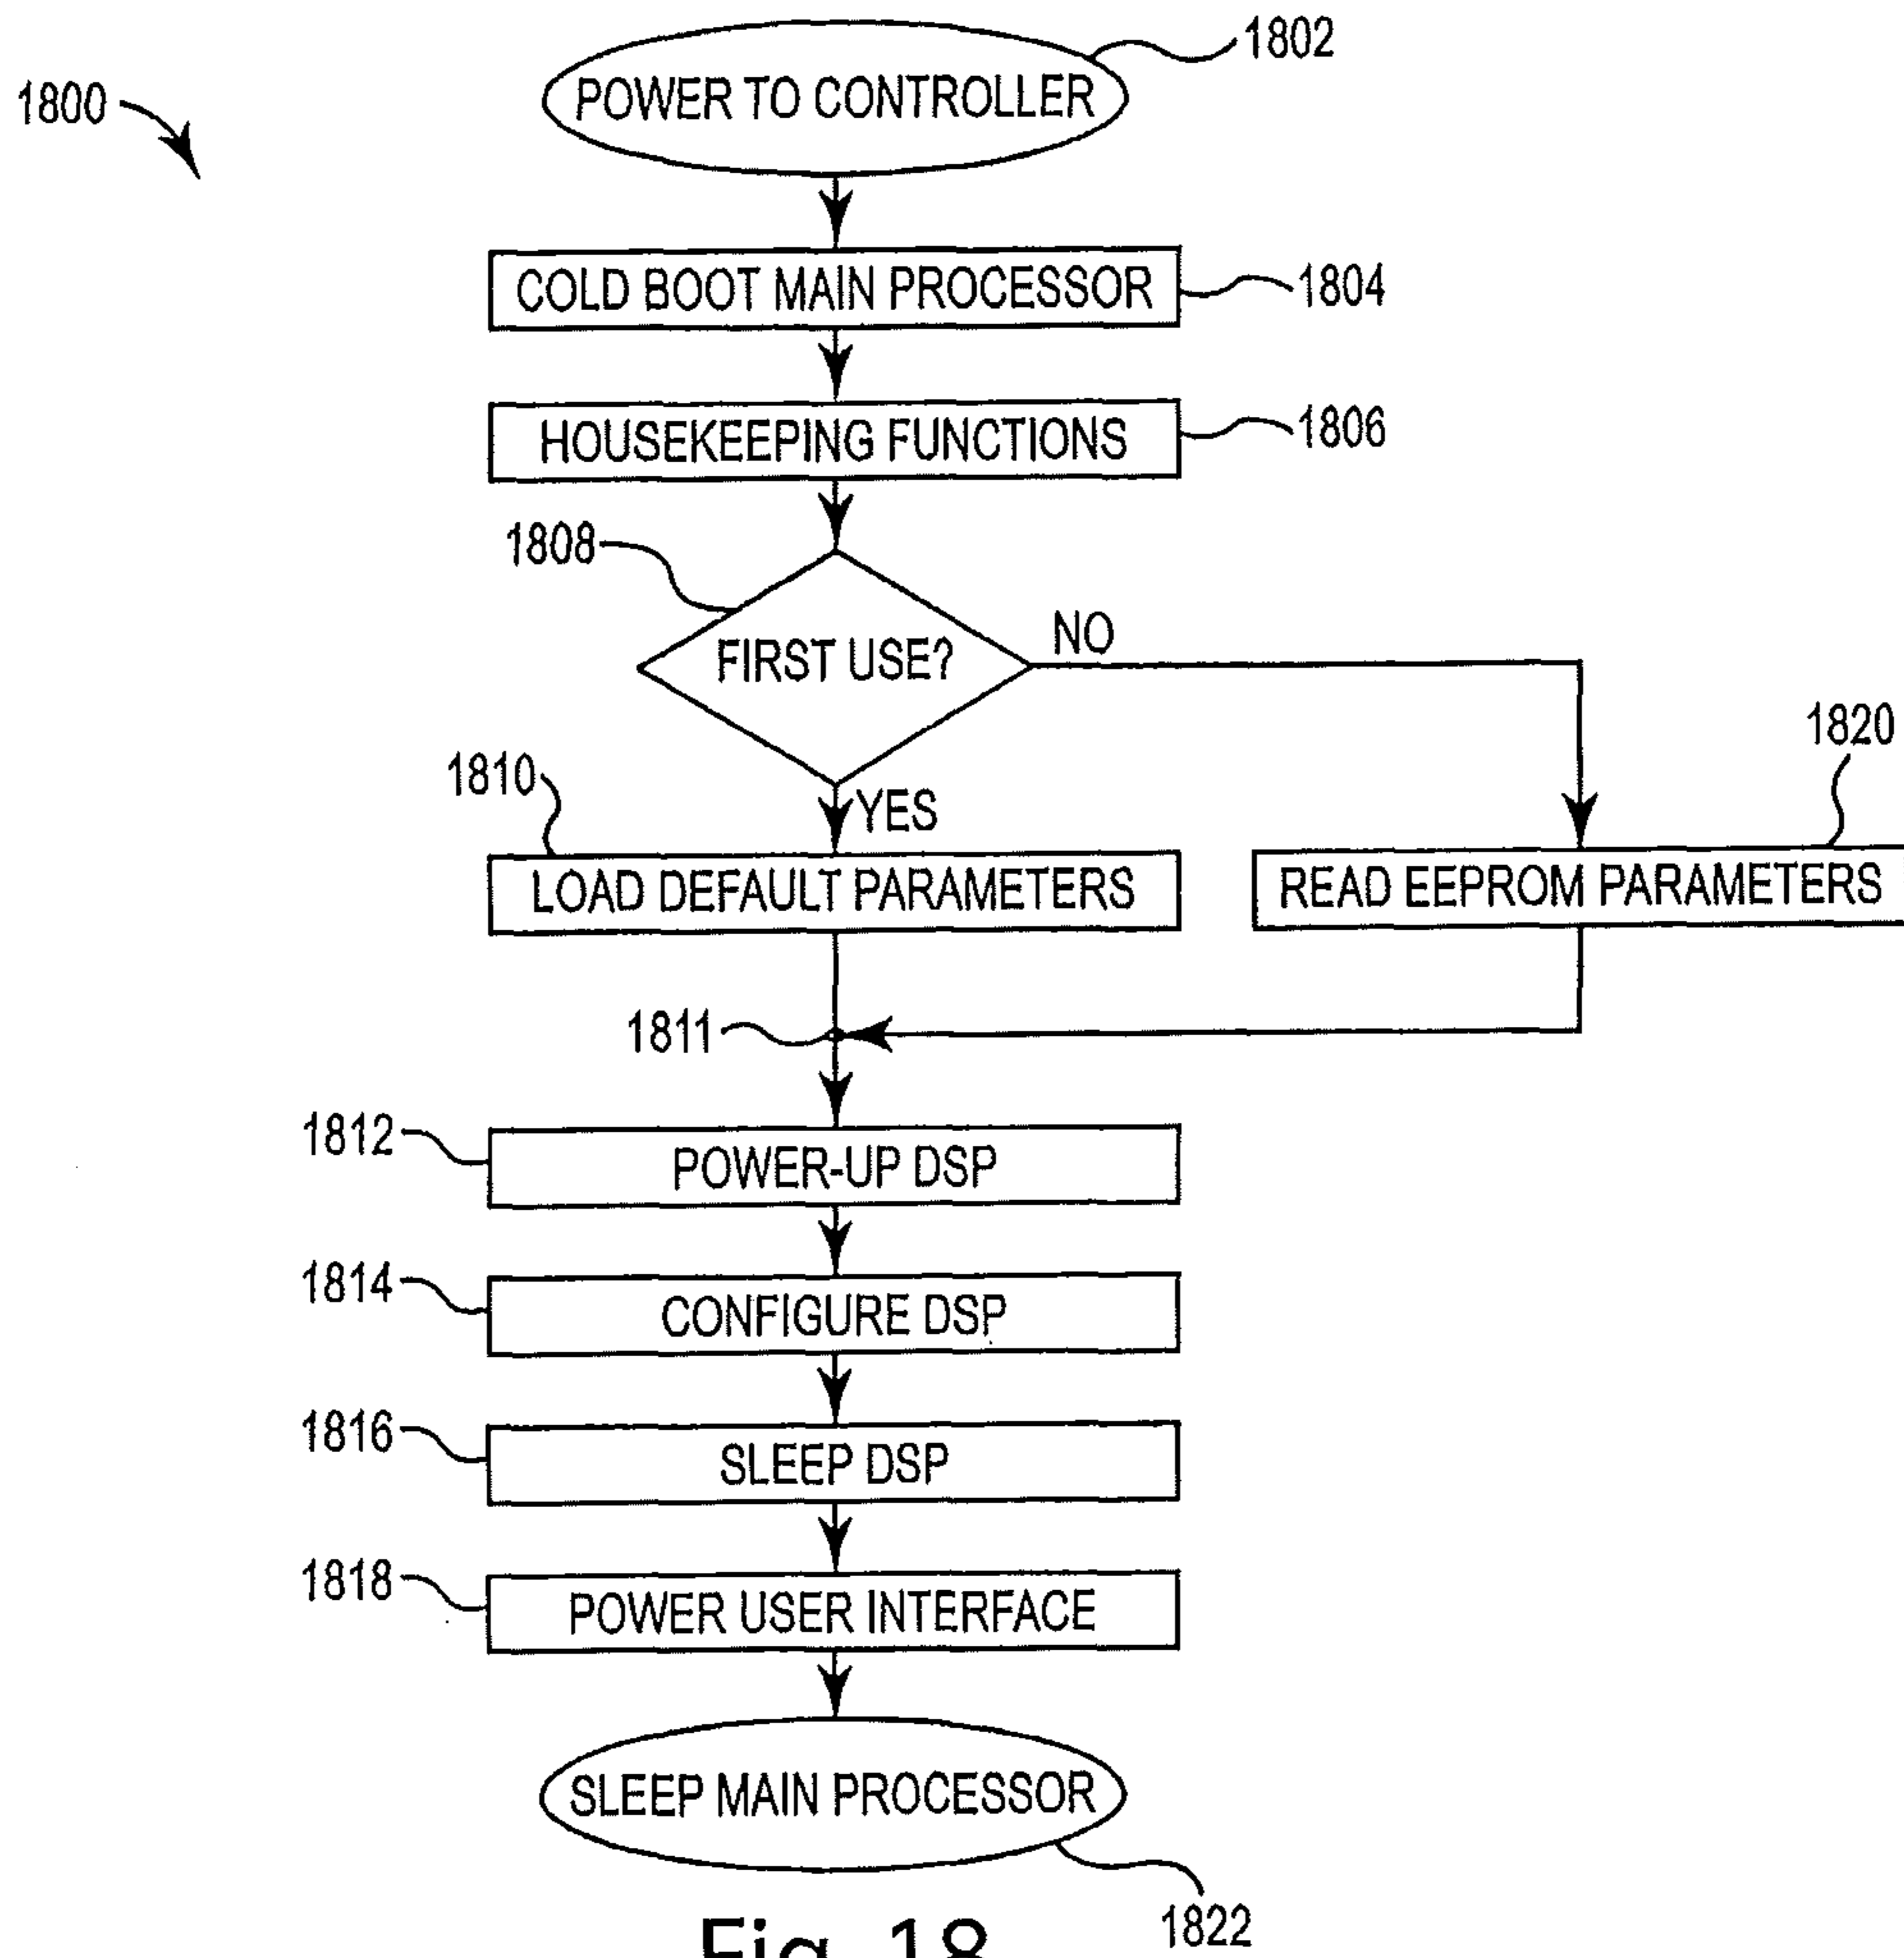 1800
POWER TO CONTROLLER
1802
COLD BOOT MAIN PROCESSOR
1804
HOUSEKEEPING FUNCTIONS
1806
1808
FIRST USE?
NO
YES
1810
LOAD DEFAULT PARAMETERS
1820
READ EEPROM PARAMETERS
1811
1812
POWER-UP DSP
1814
CONFIGURE DSP
1816
SLEEP DSP
1818
POWER USER INTERFACE
SLEEP MAIN PROCESSOR
1822
Fig. 18